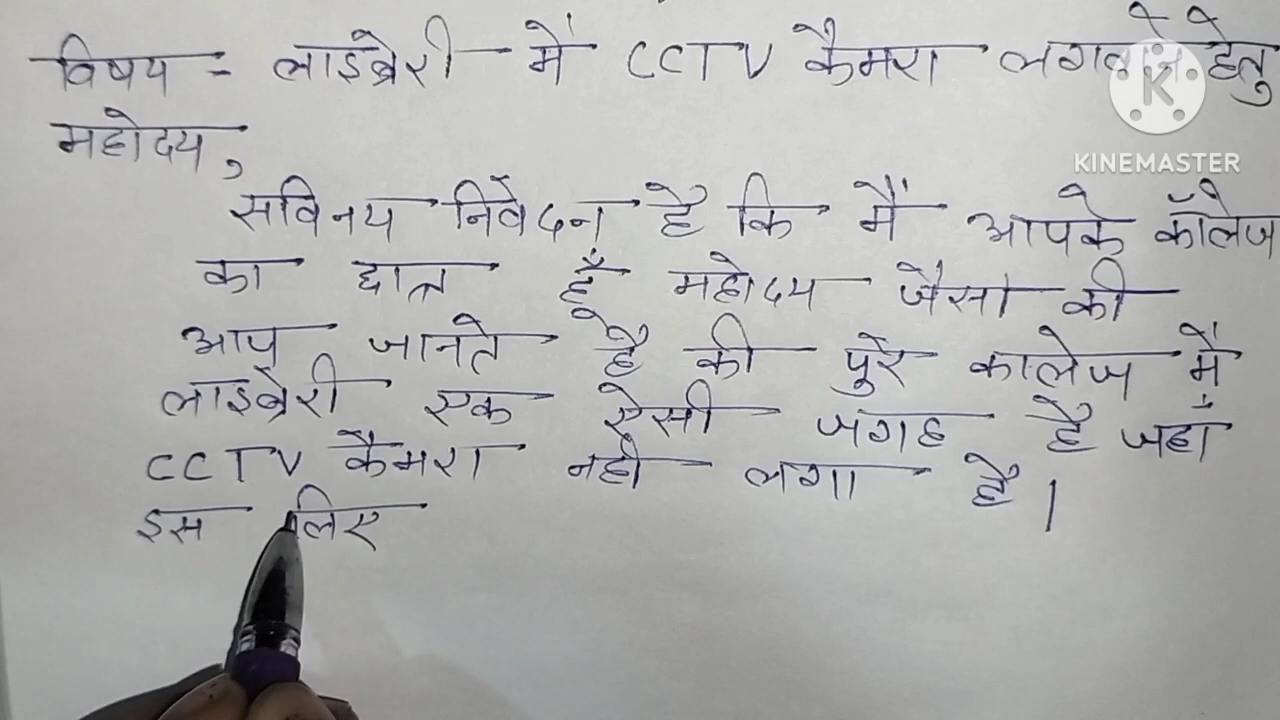 विषय - लाइब्रेरी में CCTV कैमरा लगवाने हेतु
KINEMASTER
महोदय,
सविनय निवेदन है कि मैं आपके कॉलेज
का छात्र हूँ महोदय जैसा की
आप जानते है की पुरे कालेज में
लाइब्रेरी एक ऐसी जगह है जहां
CCTV कैमरा नही लगा है।
इस लिए